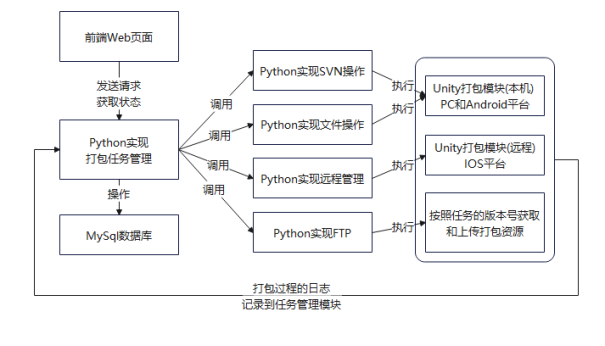 前端Web页面
发送请求
获取状态
Python实现
打包任务管理
操作
MySql数据库
调用
调用
调用
调用
Python实现SVN操作
Python实现文件操作
Python实现远程管理
Python实现FTP
执行
执行
执行
执行
Unity打包模块(本机)
PC和Android平台
Unity打包模块(远程)
IOS平台
按照任务的版本号获取
和上传打包资源
打包过程的日志
记录到任务管理模块